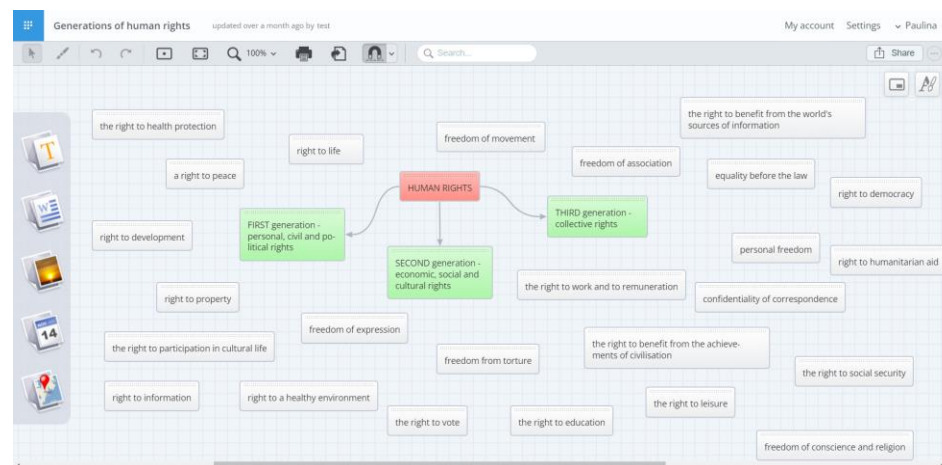 Generations of human rights
updated over a month ago by test
My account
Settings
Paulina
100%
Search...
Share
the right to health protection
right to life
freedom of movement
the right to benefit from the world's
sources of information
a right to peace
HUMAN RIGHTS
freedom of association
equality before the law
right to democracy
FIRST generation -
personal, civil and po-
litical rights
THIRD generation -
collective rights
right to development
personal freedom
SECOND generation -
economic, social and
cultural rights
right to humanitarian aid
right to property
the right to work and to remuneration
confidentiality of correspondence
freedom of expression
the right to participation in cultural life
freedom from torture
the right to benefit from the achieve-
ments of civilisation
the right to social security
right to information
right to a healthy environment
the right to leisure
the right to vote
the right to education
freedom of conscience and religion
T
W
14